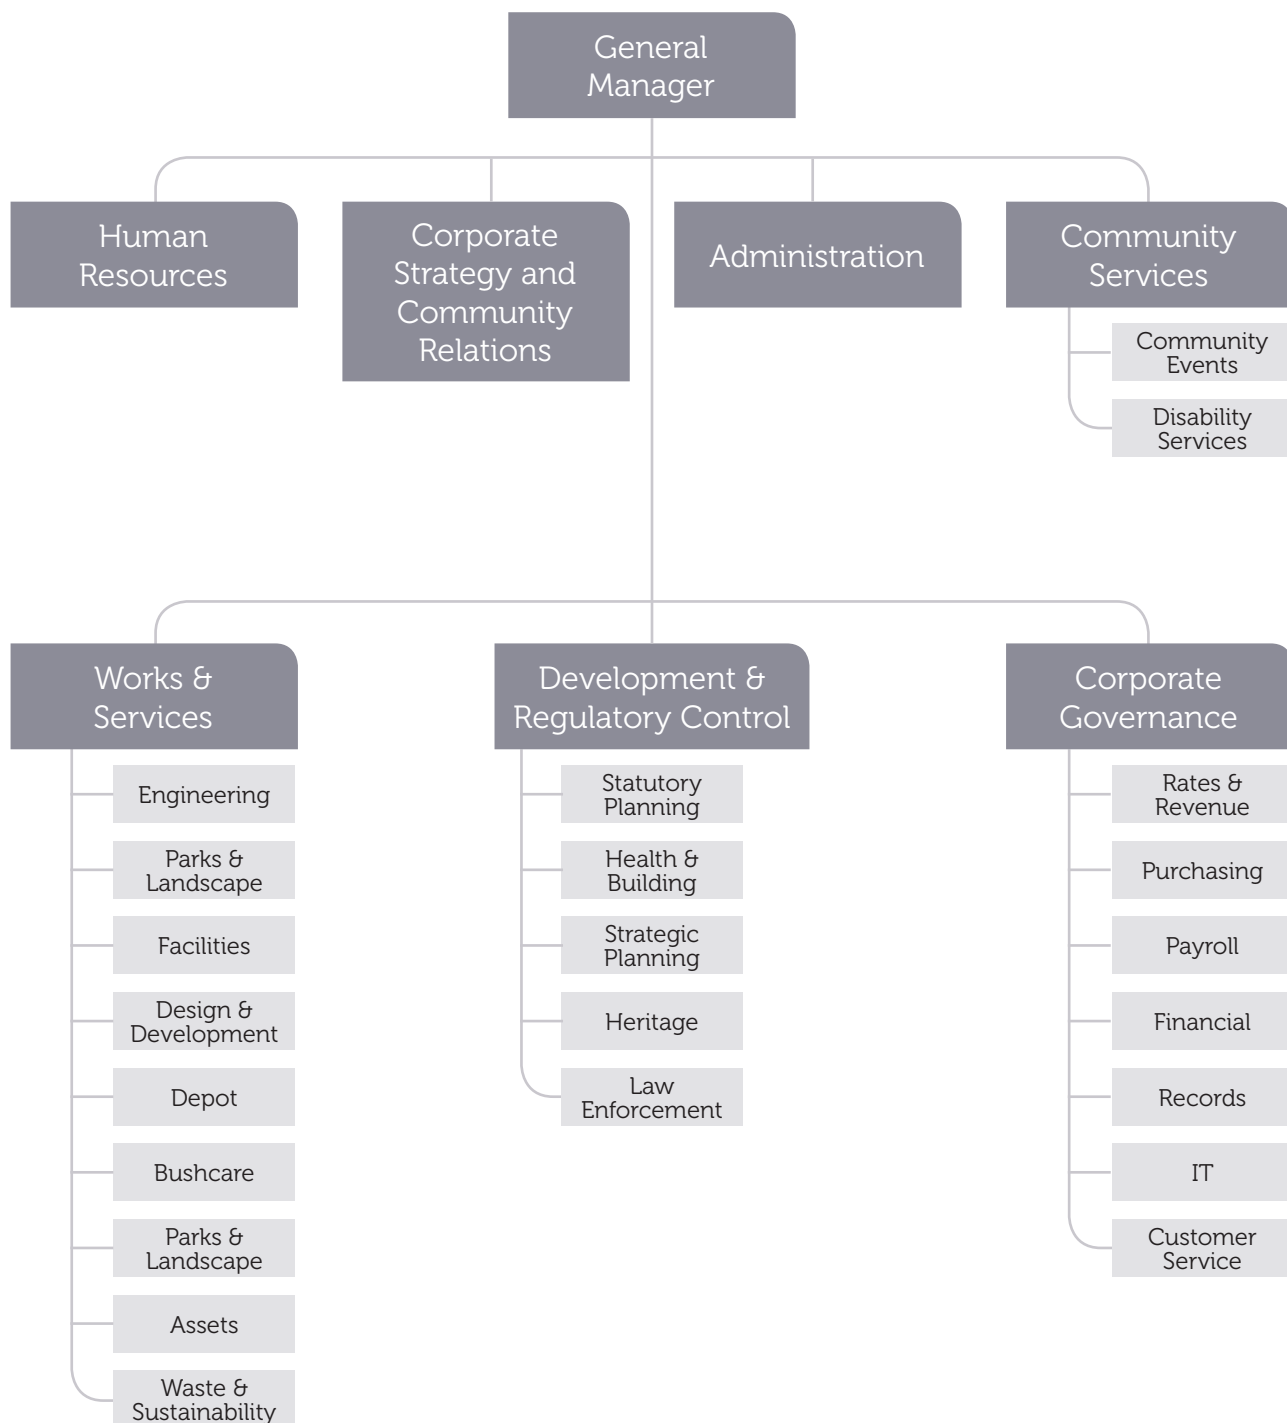 General
Manager
Human
Resources
Corporate
Strategy and
Community
Relations
Administration
Community
Services
Community
Events
Disability
Services
Works &
Services
Engineering
Parks &
Landscape
Facilities
Design &
Development
Depot
Bushcare
Parks &
Landscape
Assets
Waste &
Sustainability
Development &
Regulatory Control
Statutory
Planning
Health &
Building
Strategic
Planning
Heritage
Law
Enforcement
Corporate
Governance
Rates &
Revenue
Purchasing
Payroll
Financial
Records
IT
Customer
Service